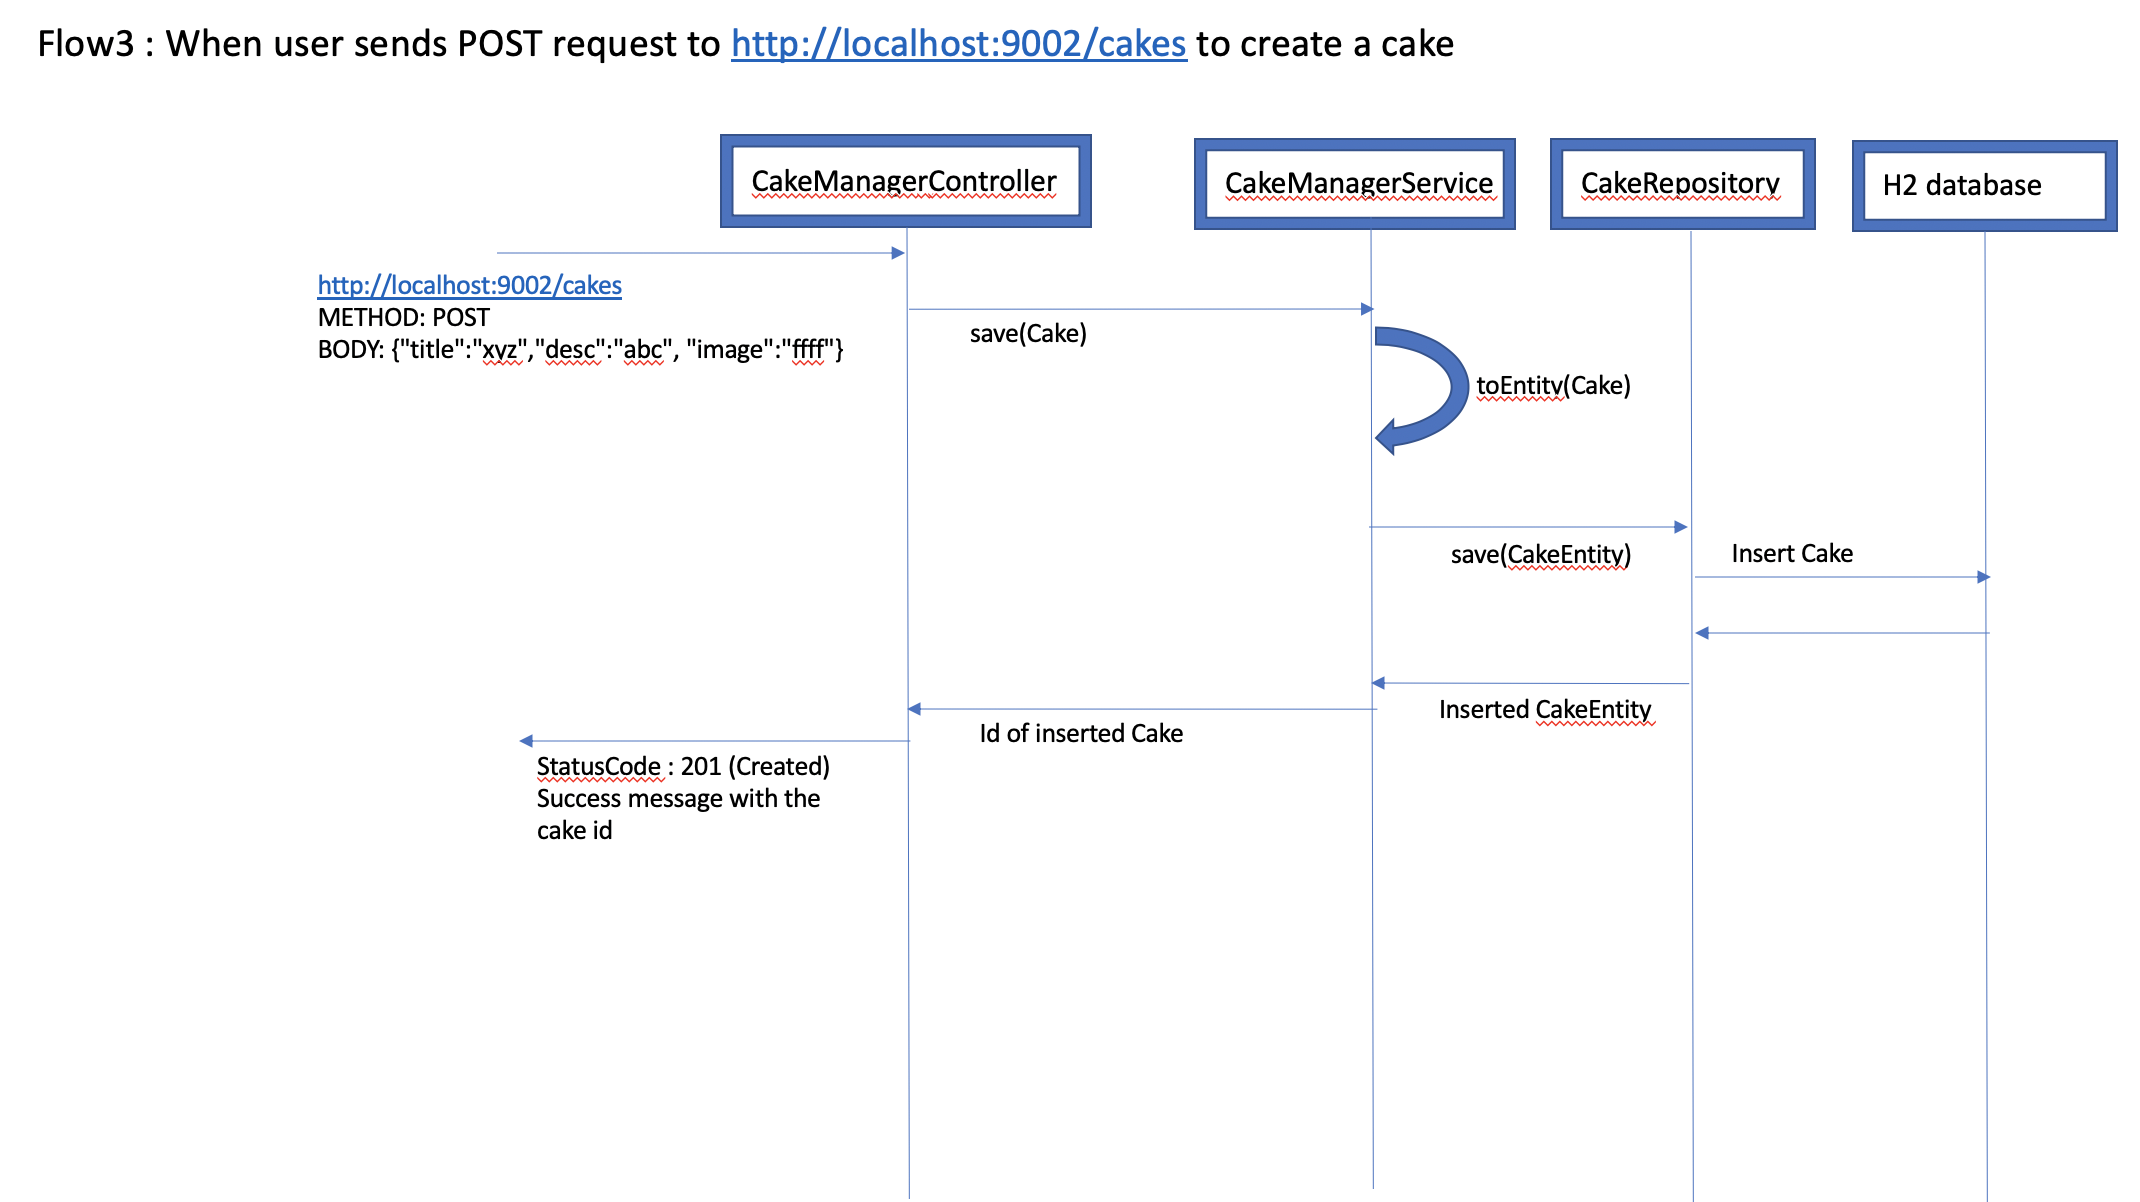 Flow3 : When user sends POST request to http://localhost:9002/cakes to create a cake
CakeManagerController
CakeManagerService
CakeRepository
H2 database
http://localhost:9002/cakes
METHOD: POST
BODY: {"title":"xyz","desc":"abc", "image":"ffff"}
save(Cake)
toEntity(Cake)
save(CakeEntity)
Insert Cake
Inserted CakeEntity
Id of inserted Cake
StatusCode : 201 (Created)
Success message with the
cake id